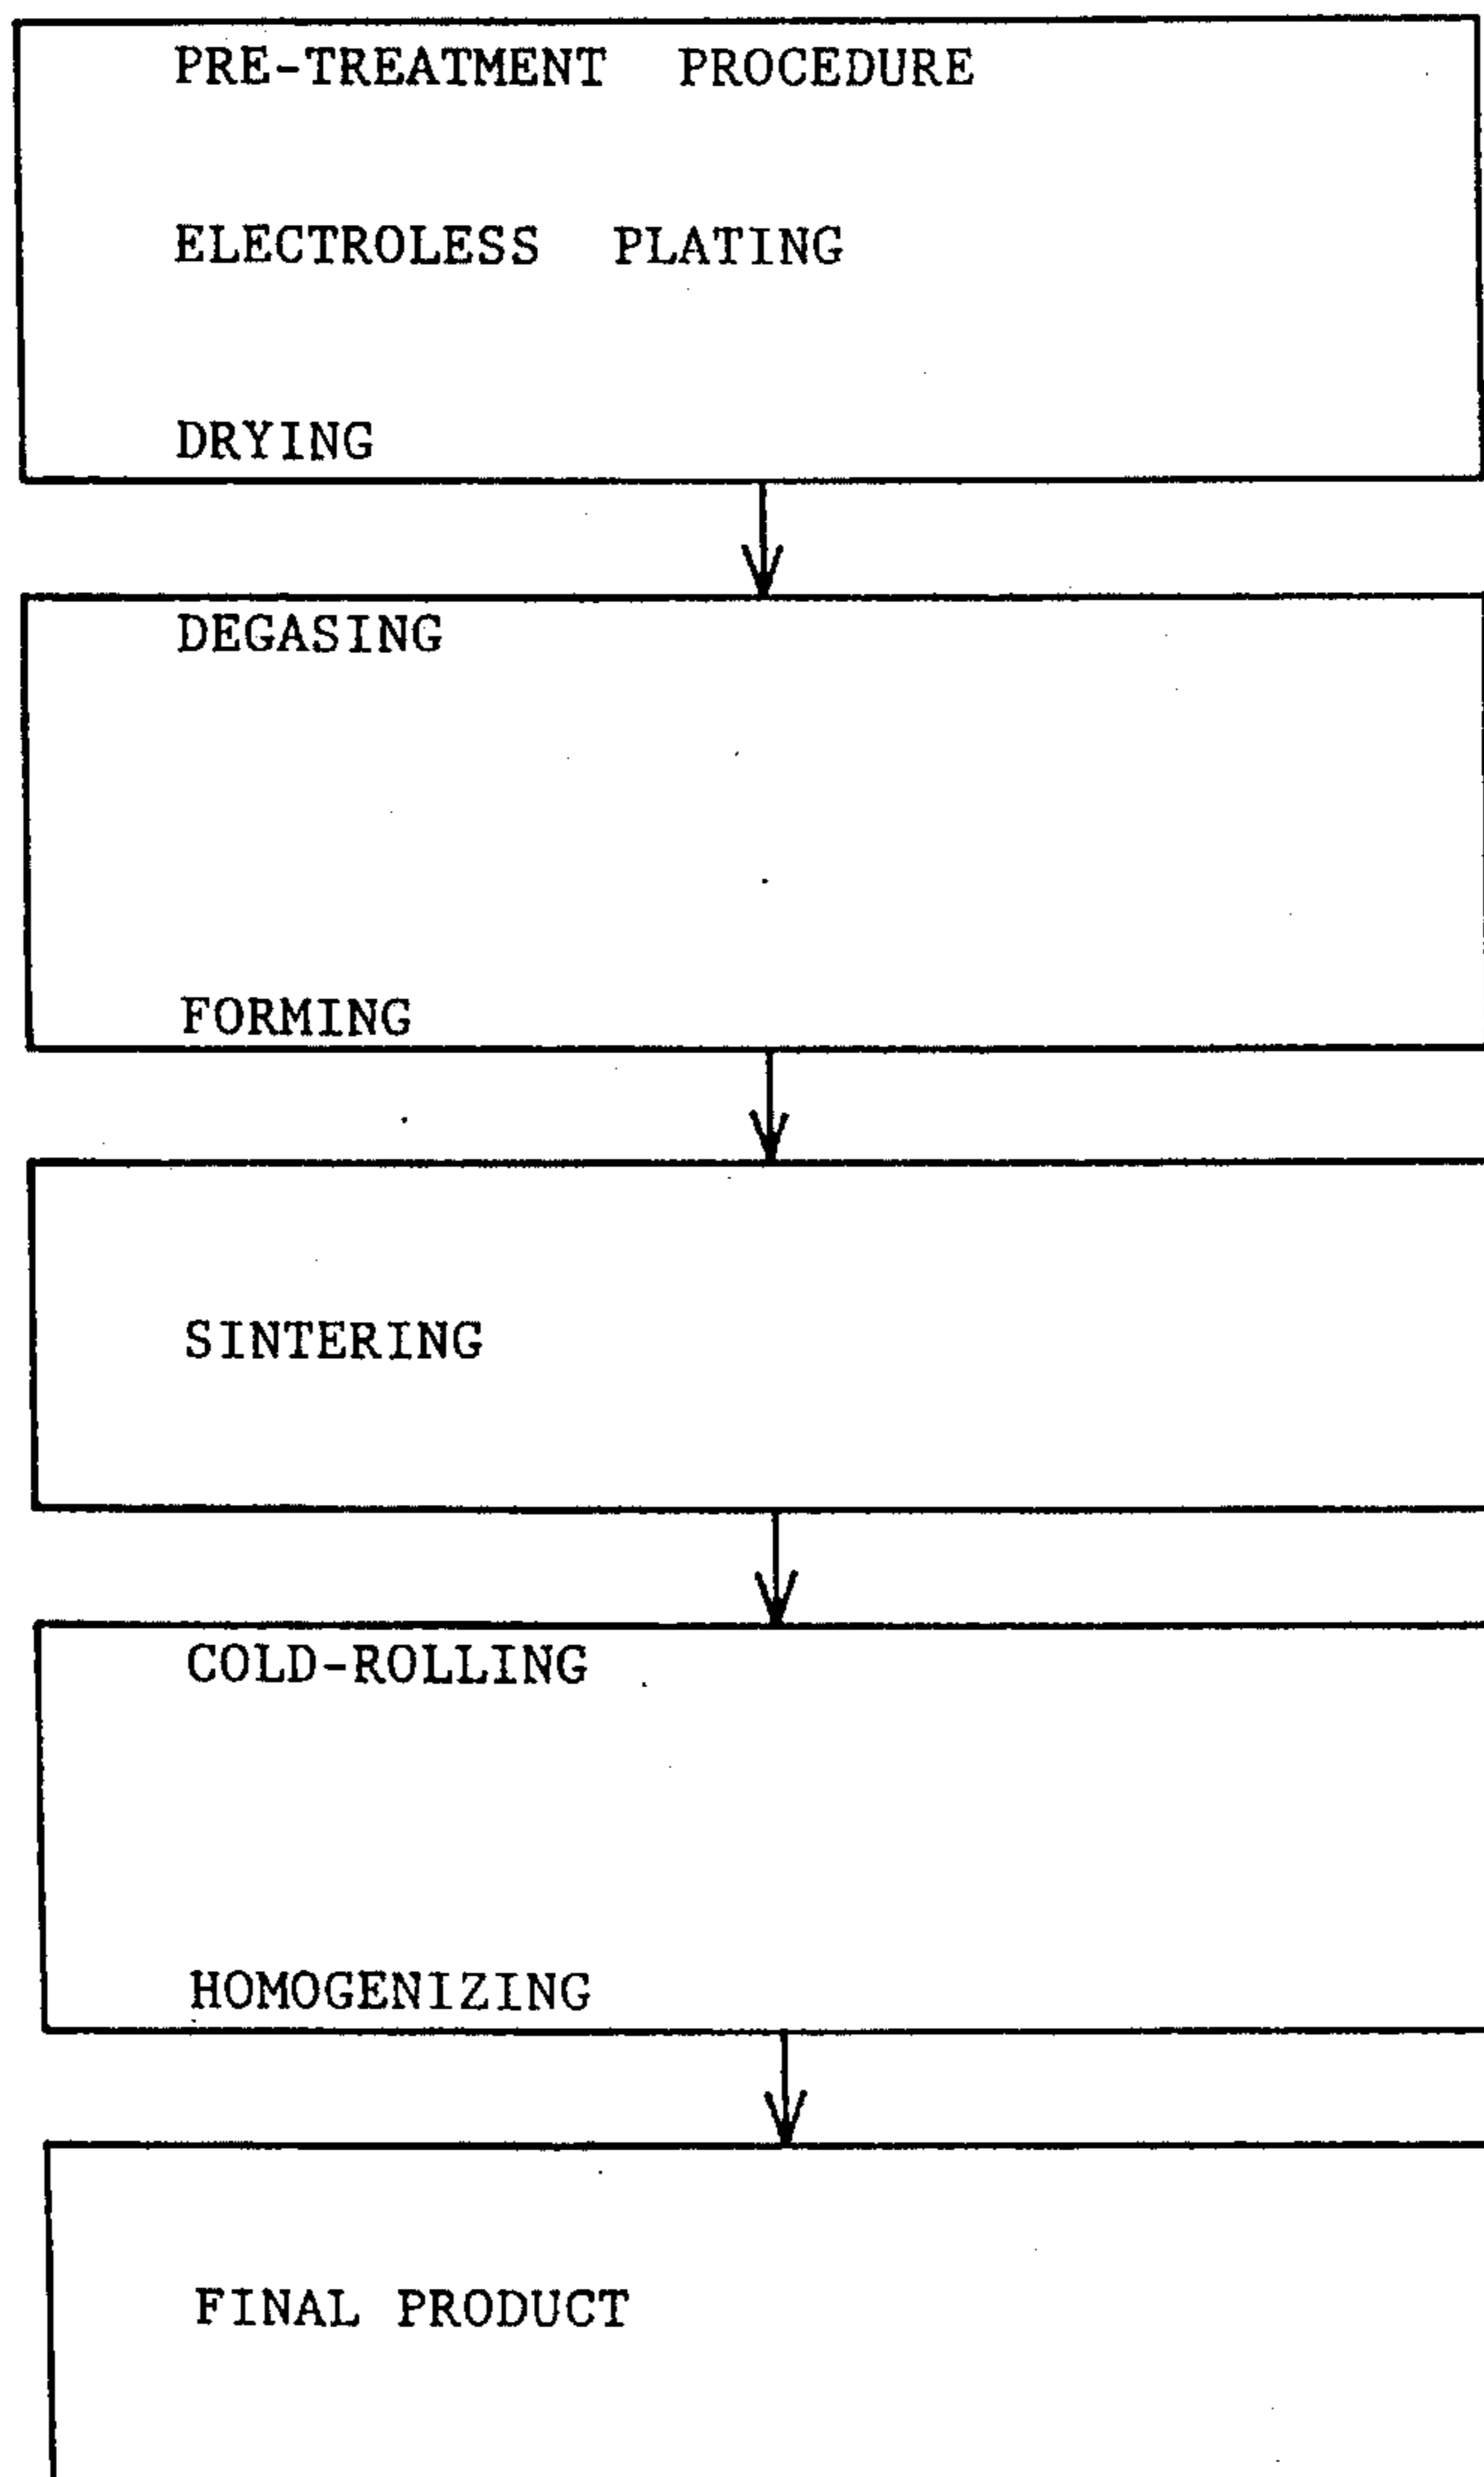 PRE-TREATMENT PROCEDURE
ELECTROLESS PLATING
DRYING
DEGASING
FORMING
SINTERING
COLD-ROLLING
HOMOGENIZING
FINAL PRODUCT